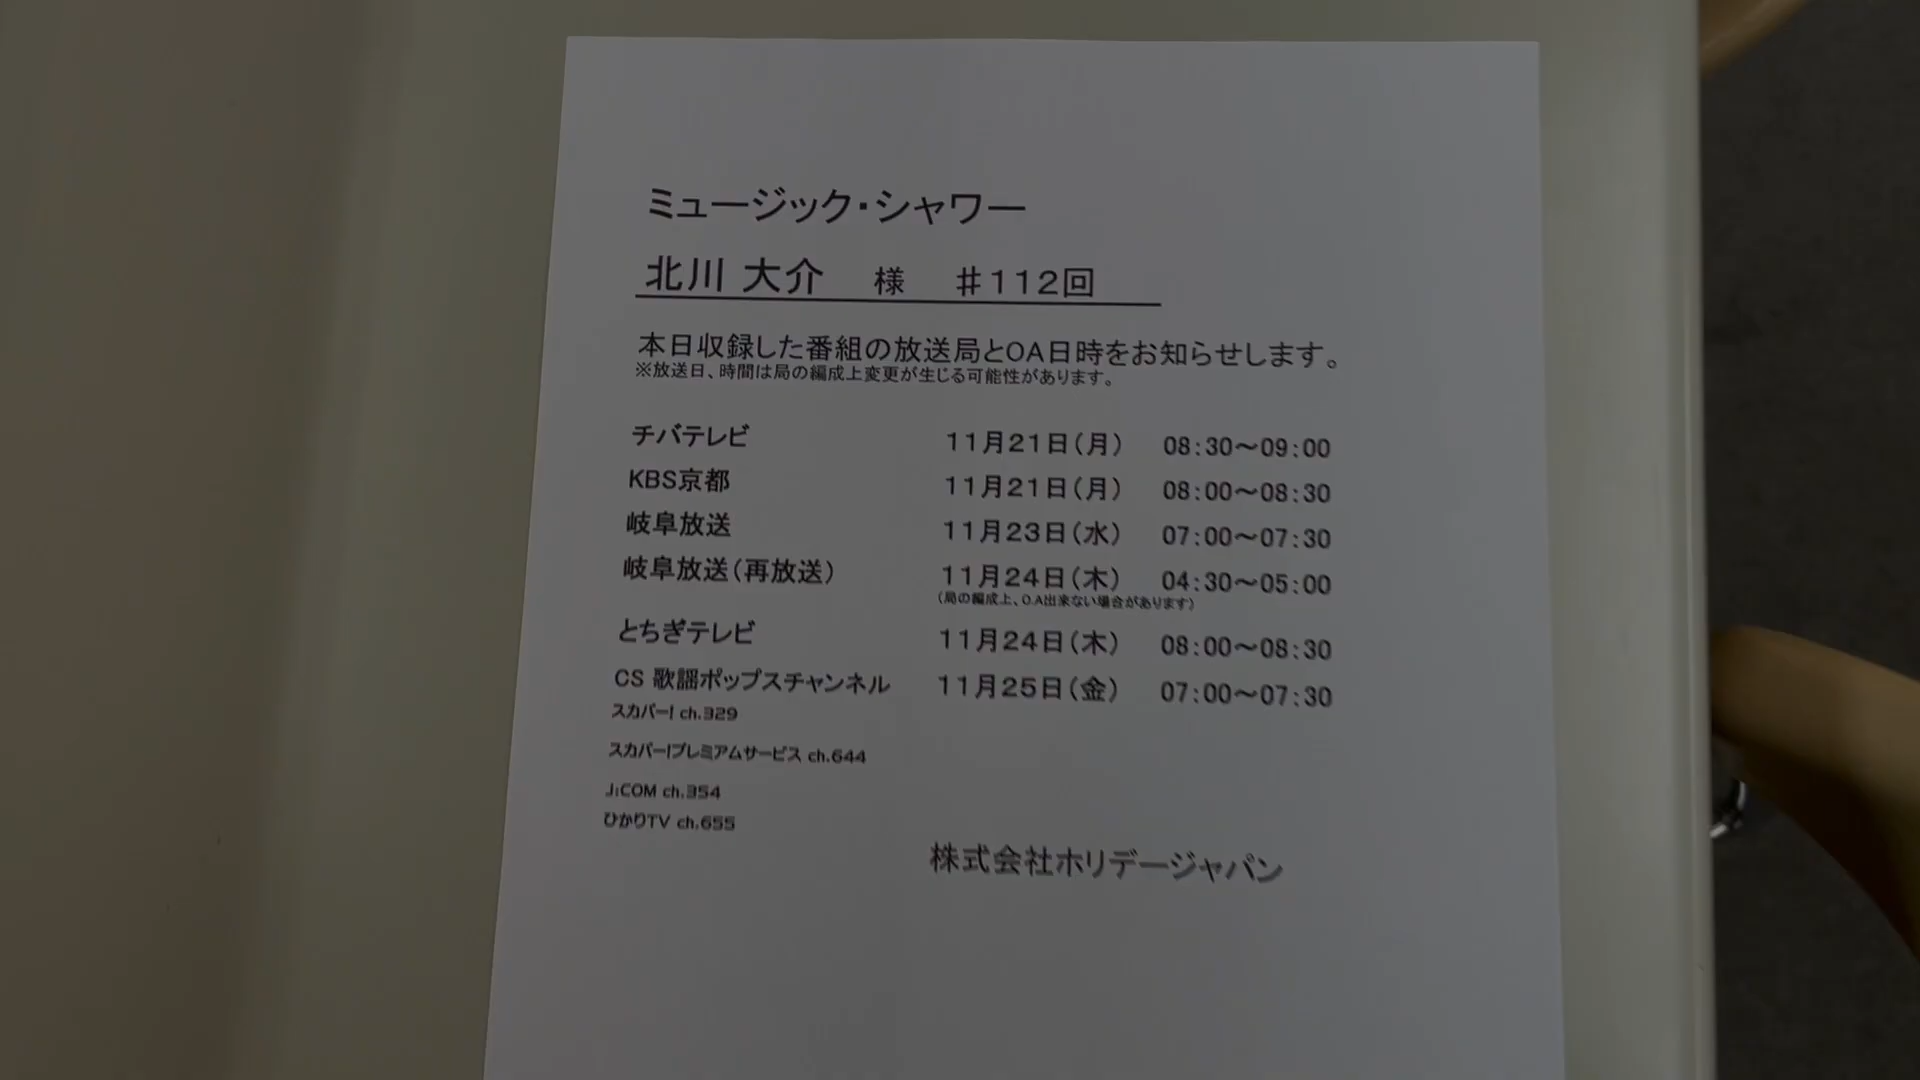 ミュージック・シャワー
北川 大介 様 ♯112回
本日収録した番組の放送局とOA日時をお知らせします。
※放送日、時間は局の編成上変更が生じる可能性があります。
チバテレビ 11月21日(月) 08:30〜09:00
KBS京都 11月21日(月) 08:00〜08:30
岐阜放送 11月23日(水) 07:00〜07:30
岐阜放送(再放送) 11月24日(木) 04:30〜05:00
(局の編成上、O.A出来ない場合があります)
とちぎテレビ 11月24日(木) 08:00〜08:30
CS 歌謡ポップスチャンネル 11月25日(金) 07:00〜07:30
スカパー! ch.329
スカパー!プレミアムサービス ch.644
J:COM ch.354
ひかりTV ch.655
株式会社ホリデージャパン